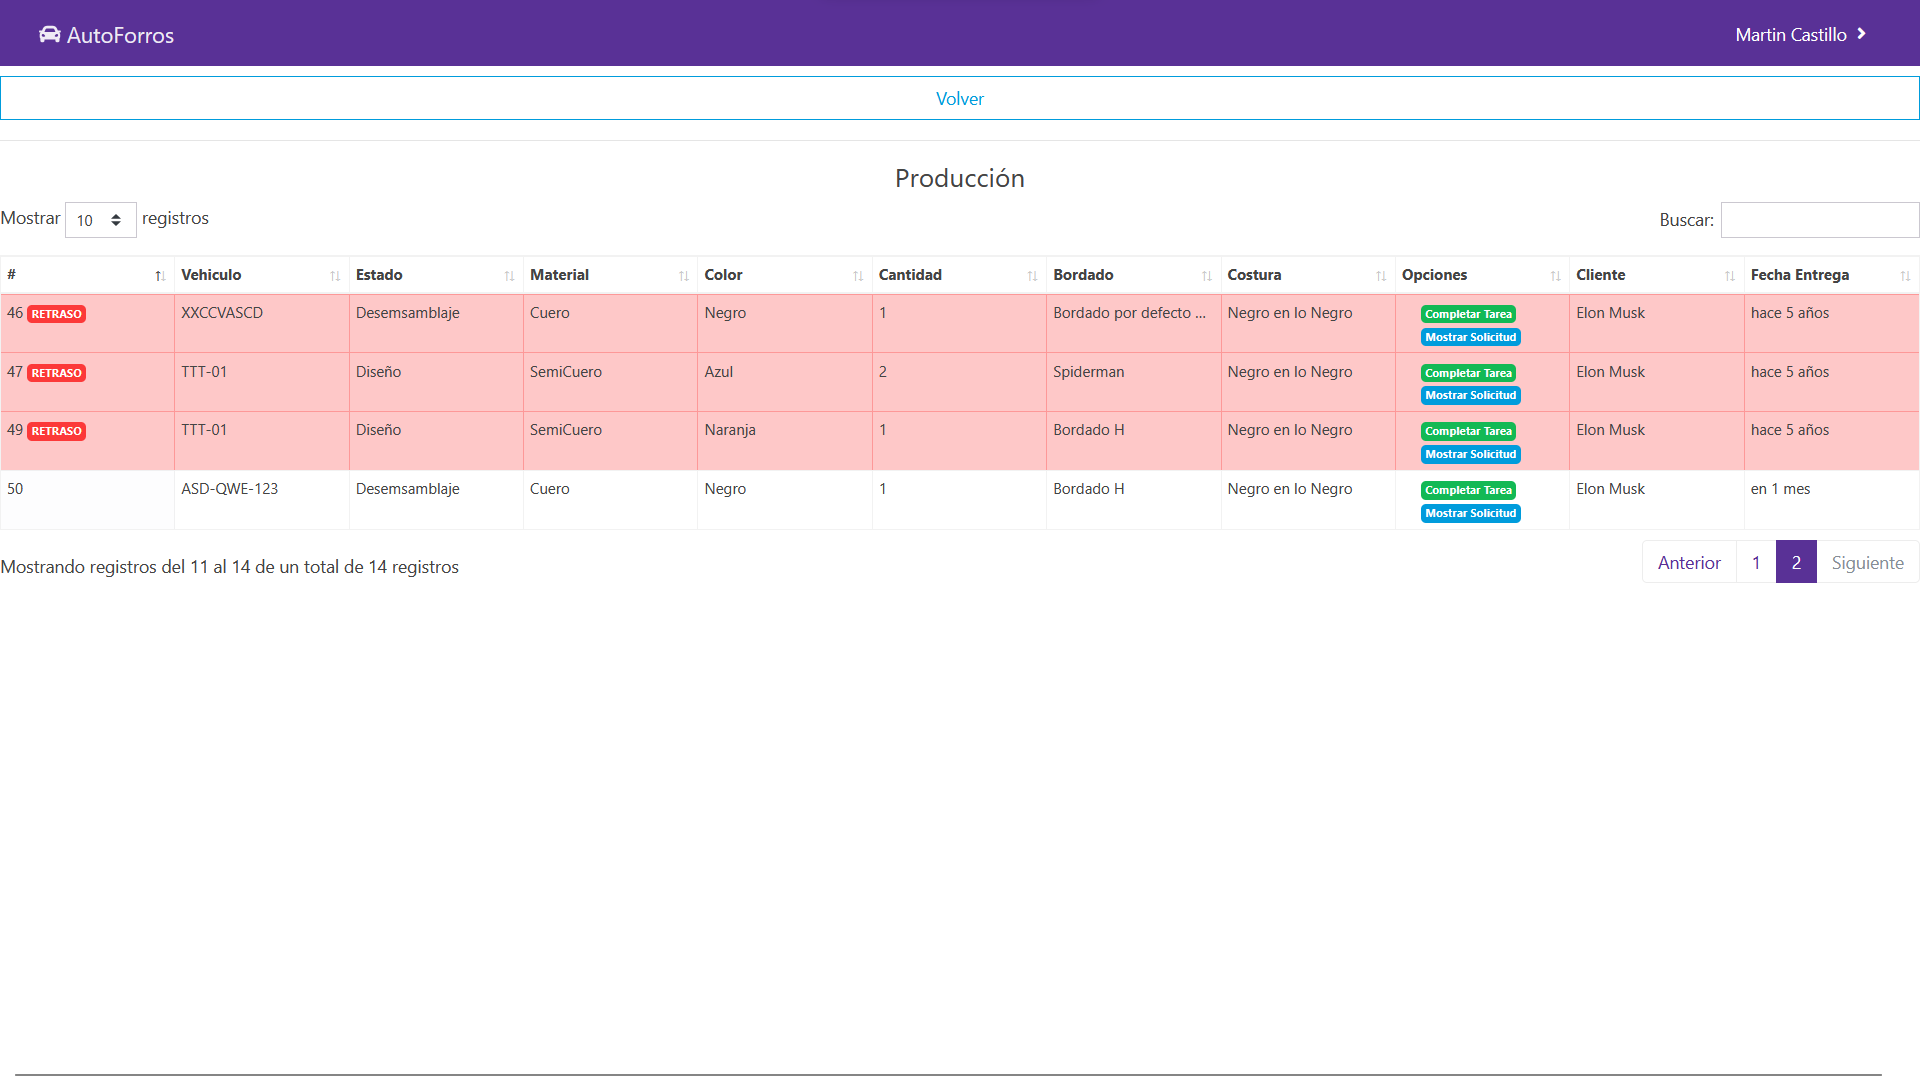 AutoForros
Martin Castillo
Volver
Producción
Mostrar 10 registros
Buscar:
# Vehiculo Estado Material Color Cantidad Bordado Costura Opciones Cliente Fecha Entrega
46 RETRASO XXCCVASCD Desemsamblaje Cuero Negro 1 Bordado por defecto ... Negro en lo Negro Completar Tarea Elon Musk hace 5 años
Mostrar Solicitud
47 RETRASO TTT-01 Diseño SemiCuero Azul 2 Spiderman Negro en lo Negro Completar Tarea Elon Musk hace 5 años
Mostrar Solicitud
49 RETRASO TTT-01 Diseño SemiCuero Naranja 1 Bordado H Negro en lo Negro Completar Tarea Elon Musk hace 5 años
Mostrar Solicitud
50 ASD-QWE-123 Desemsamblaje Cuero Negro 1 Bordado H Negro en lo Negro Completar Tarea Elon Musk en 1 mes
Mostrar Solicitud
Mostrando registros del 11 al 14 de un total de 14 registros
Anterior 1 2 Siguiente